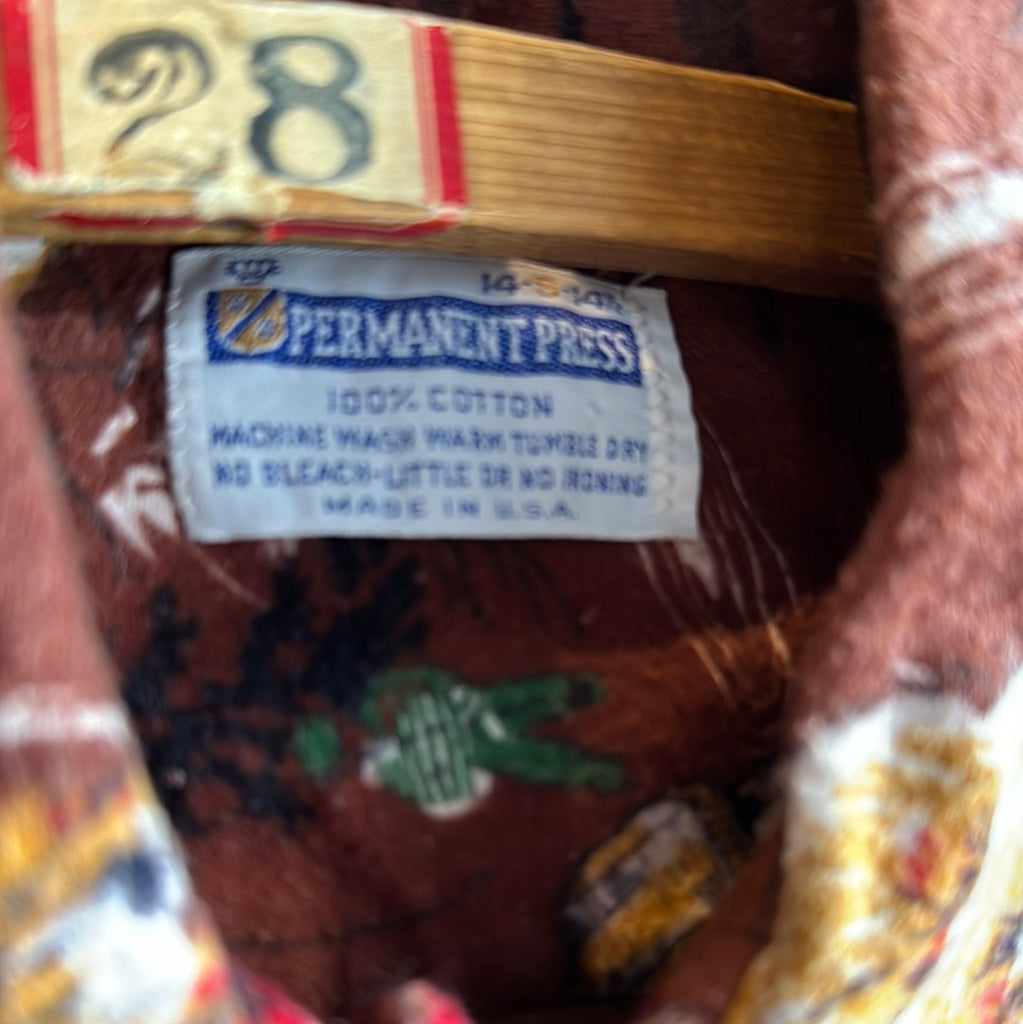 28
14-S-14½
PERMANENT PRESS
100% COTTON
MACHINE WASH WARM TUMBLE DRY
NO BLEACH-LITTLE OR NO IRONING
MADE IN U.S.A.